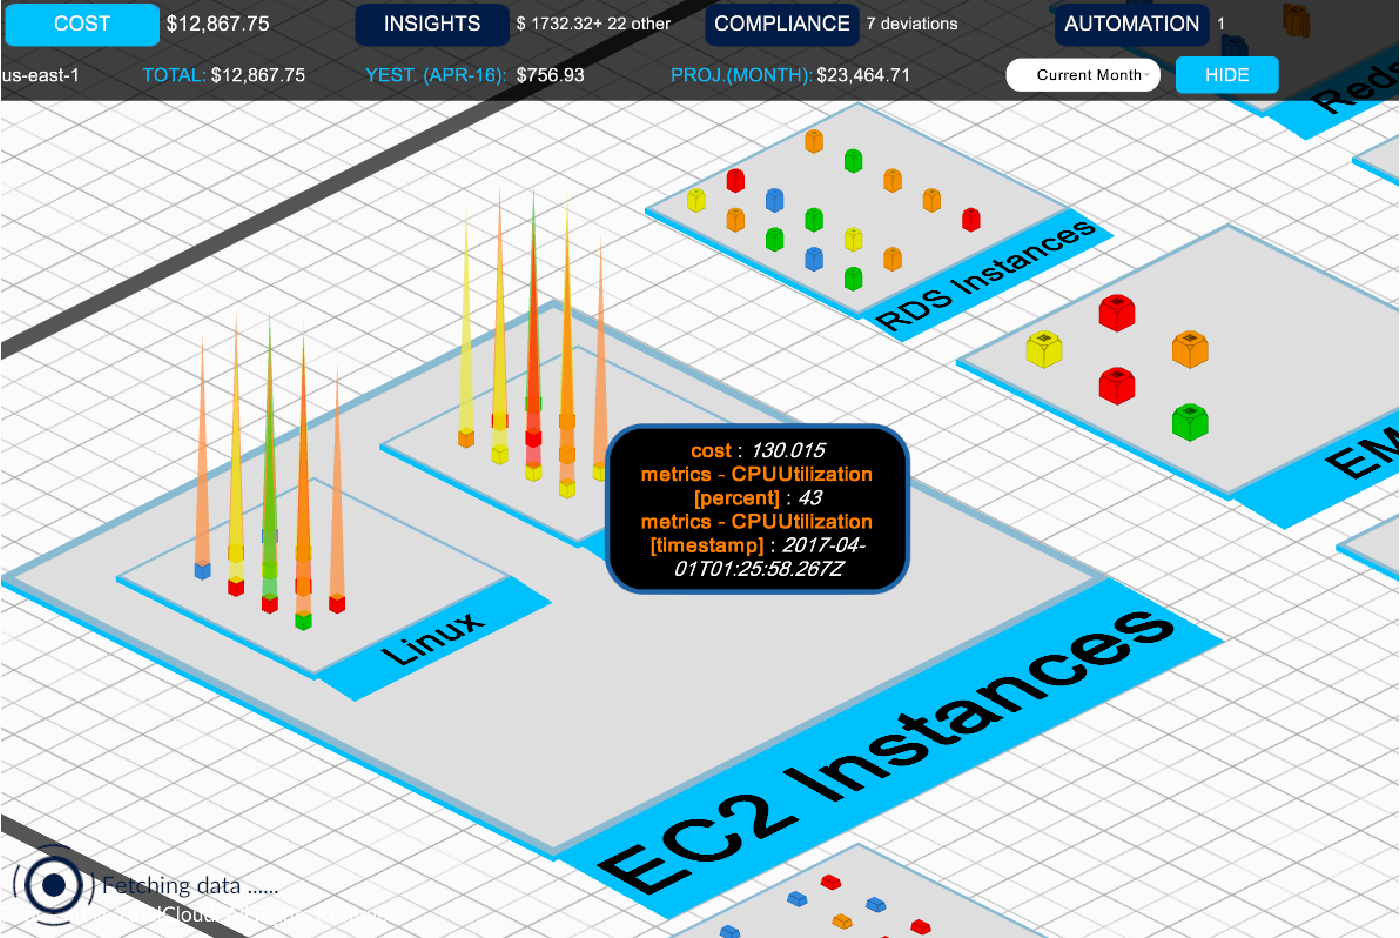 COST $12,867.75 INSIGHTS $ 1732.32+ 22 other COMPLIANCE 7 deviations AUTOMATION 1
us-east-1 TOTAL: $12,867.75 YEST. (APR-16): $756.93 PROJ.(MONTH): $23,464.71 Current Month HIDE
RDS Instances
cost : 130.015
metrics - CPUUtilization
[percent] : 43
metrics - CPUUtilization
[timestamp] : 2017-04-
01T01:25:58.267Z
Linux
EC2 Instances
Fetching data ......